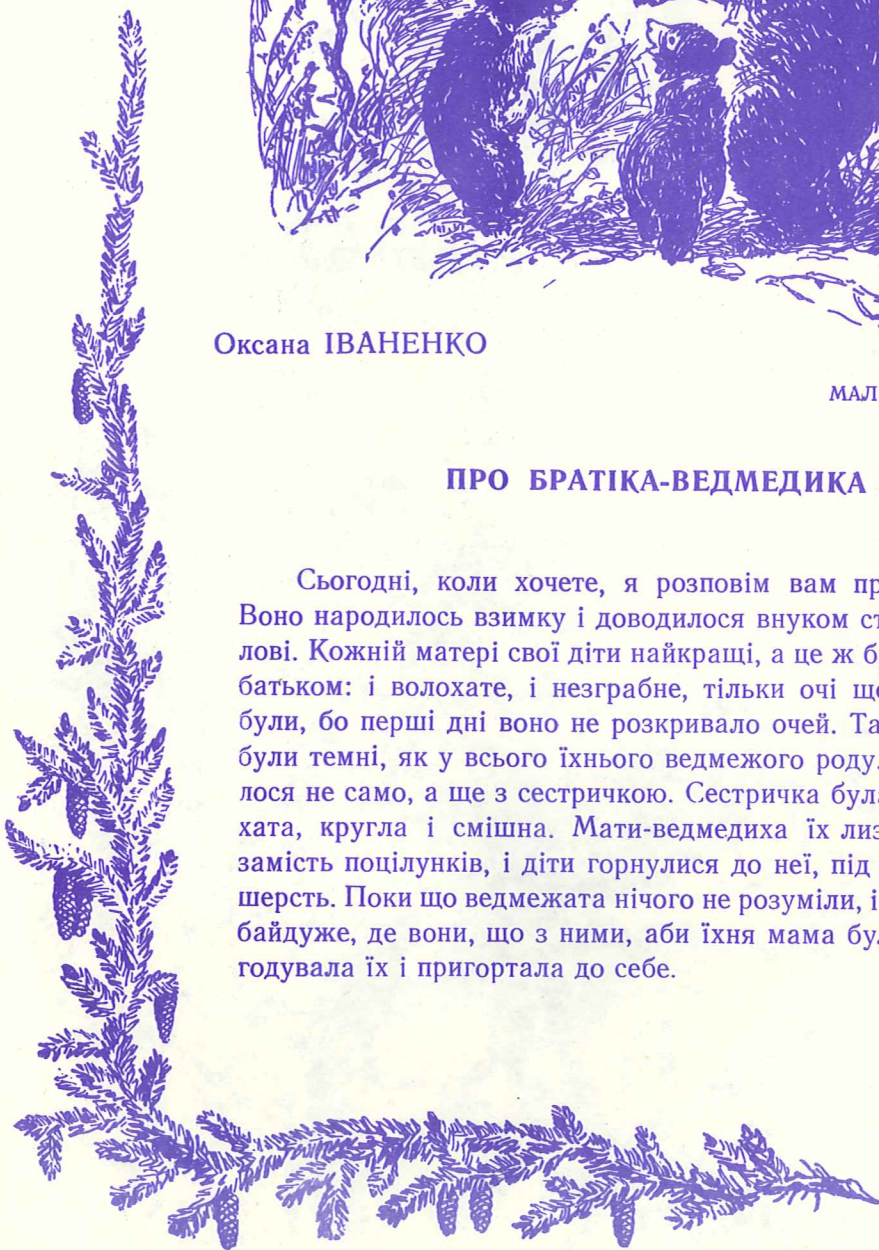 Оксана ІВАНЕНКО
МАЛ
ПРО БРАТІКА-ВЕДМЕДИКА
Сьогодні, коли хочете, я розповім вам пр
Воно народилось взимку і доводилося внуком ст
лові. Кожній матері свої діти найкращі, а це ж б
батьком: і волохате, і незграбне, тільки очі що
були, бо перші дні воно не розкривало очей. Та
були темні, як у всього їхнього ведмежого роду.
лося не само, а ще з сестричкою. Сестричка була
хата, кругла і смішна. Мати-ведмедиха їх лиз
замість поцілунків, і діти горнулися до неї, під
шерсть. Поки що ведмежата нічого не розуміли, і
байдуже, де вони, що з ними, аби їхня мама бул
годувала їх і пригортала до себе.